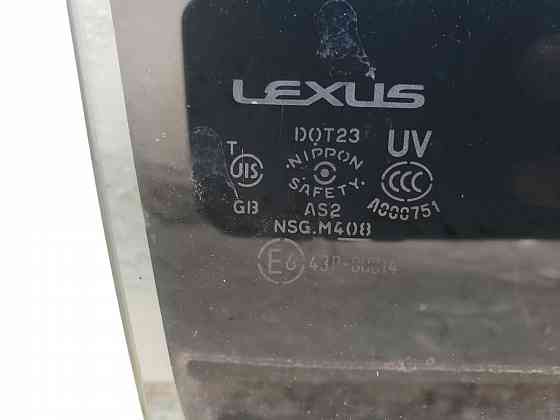 LEXUS
DOT23 UV
T NIPPON
JIS SAFETY CCC
GB AS2 A000751
NSG.M408
E6